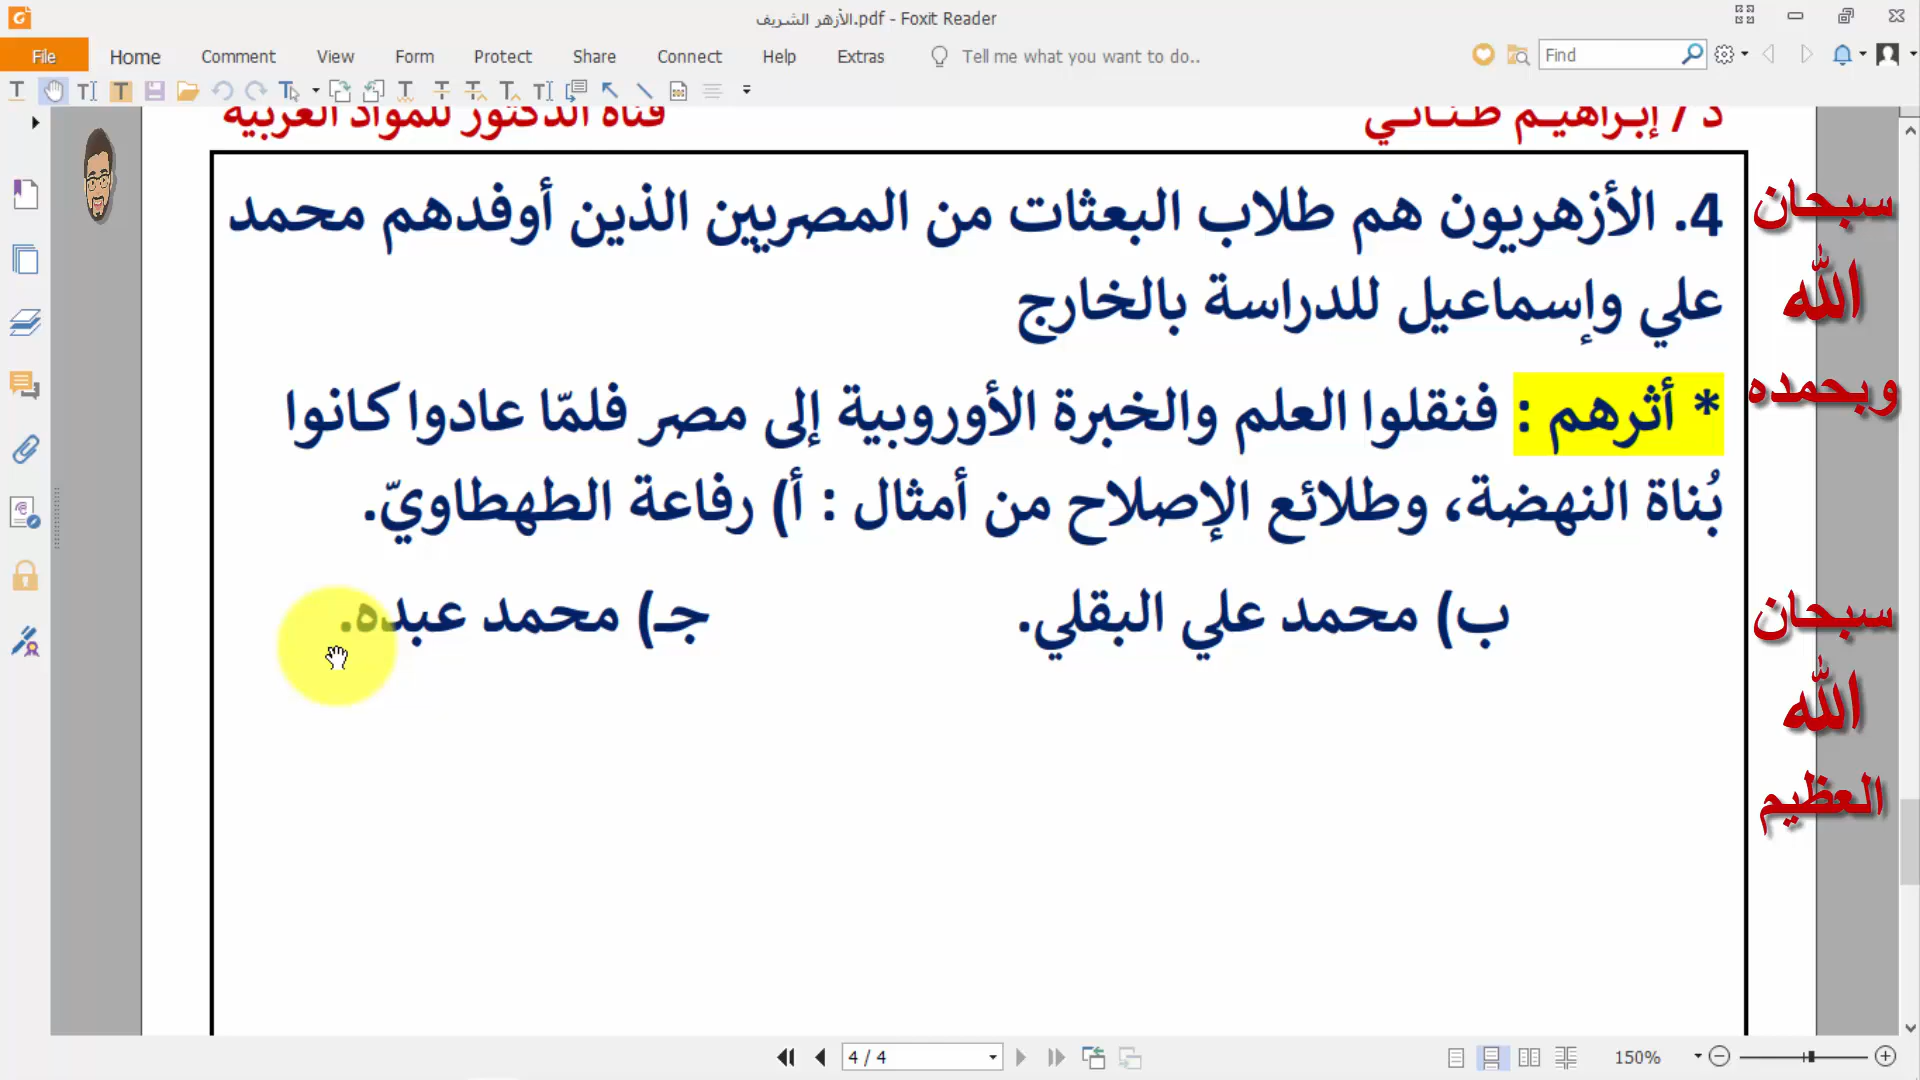 الأزهر الشريف.pdf - Foxit Reader
File Home Comment View Form Protect Share Connect Help Extras Tell me what you want to do.. Find
د / إبراهيم طناني
قناة الدكتور للمواد العربية
4. الأزهريون هم طلاب البعثات من المصريين الذين أوفدهم محمد
علي وإسماعيل للدراسة بالخارج
* أثرهم : فنقلوا العلم والخبرة الأوروبية إلى مصر فلمّا عادوا كانوا
بُناة النهضة، وطلائع الإصلاح من أمثال : أ) رفاعة الطهطاويّ.
ب) محمد علي البقلي. جـ) محمد عبده.
سبحان
الله
وبحمده
سبحان
الله
العظيم
4 / 4
150%